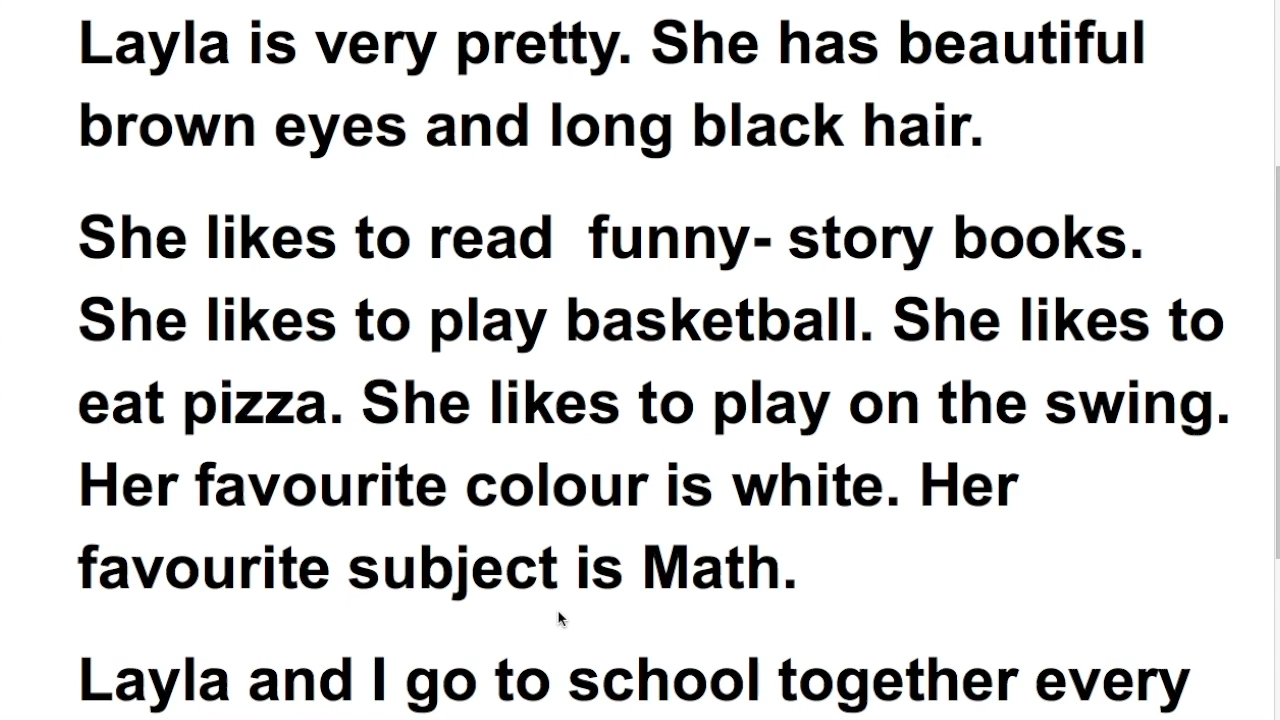 Layla is very pretty. She has beautiful
brown eyes and long black hair.
She likes to read  funny- story books.
She likes to play basketball. She likes to
eat pizza. She likes to play on the swing.
Her favourite colour is white. Her
favourite subject is Math.
Layla and I go to school together every